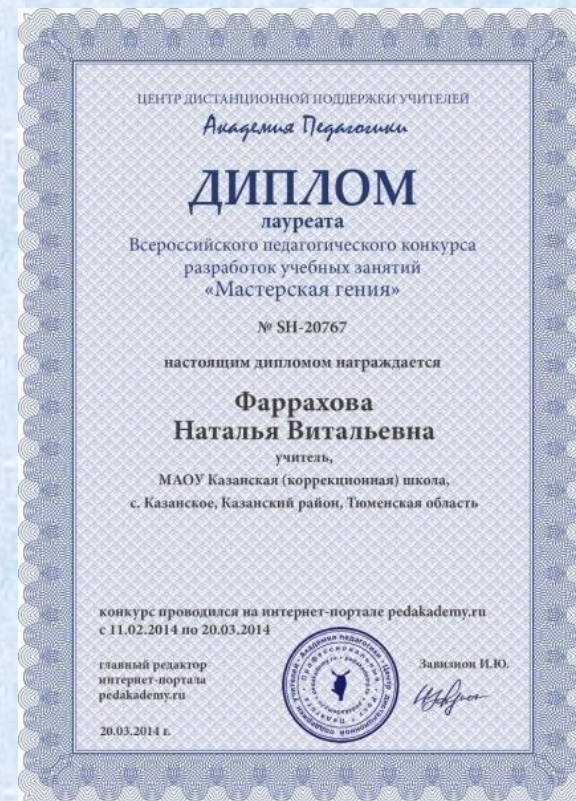 ЦЕНТР ДИСТАНЦИОННОЙ ПОДДЕРЖКИ УЧИТЕЛЕЙ
Академия Педагогики
ДИПЛОМ
лауреата
Всероссийского педагогического конкурса
разработок учебных занятий
«Мастерская гения»
№ SH-20767
настоящим дипломом награждается
Фаррахова
Наталья Витальевна
учитель,
МАОУ Казанская (коррекционная) школа,
с. Казанское, Казанский район, Тюменская область
конкурс проводился на интернет-портале pedakademy.ru
с 11.02.2014 по 20.03.2014
главный редактор
интернет-портала
pedakademy.ru
Завизион И.Ю.
20.03.2014 г.